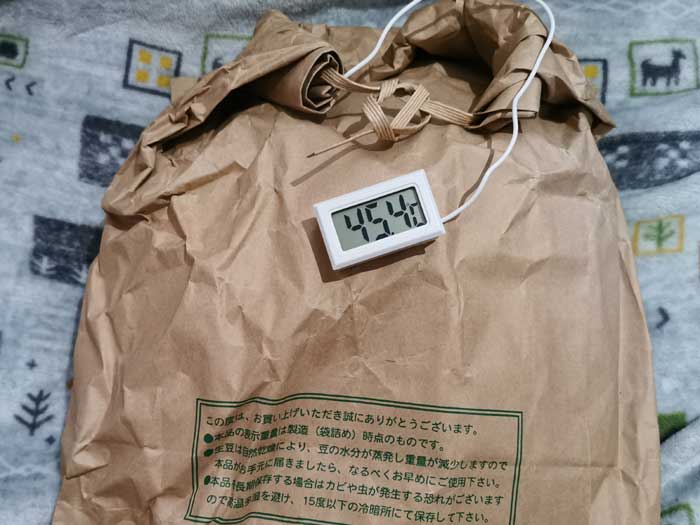 45.4℃
この度は、お買い上げいただき誠にありがとうございます。
●本品の表示重量は製造（袋詰め）時点のものです。
●生豆は自然乾燥により、豆の水分が蒸発し重量が減少しますので
本品がお手元に届きましたら、なるべくお早めにご使用下さい。
●本品を長期保存する場合はカビや虫が発生する恐れがございます
ので高温多湿を避け、15度以下の冷暗所にて保存して下さい。